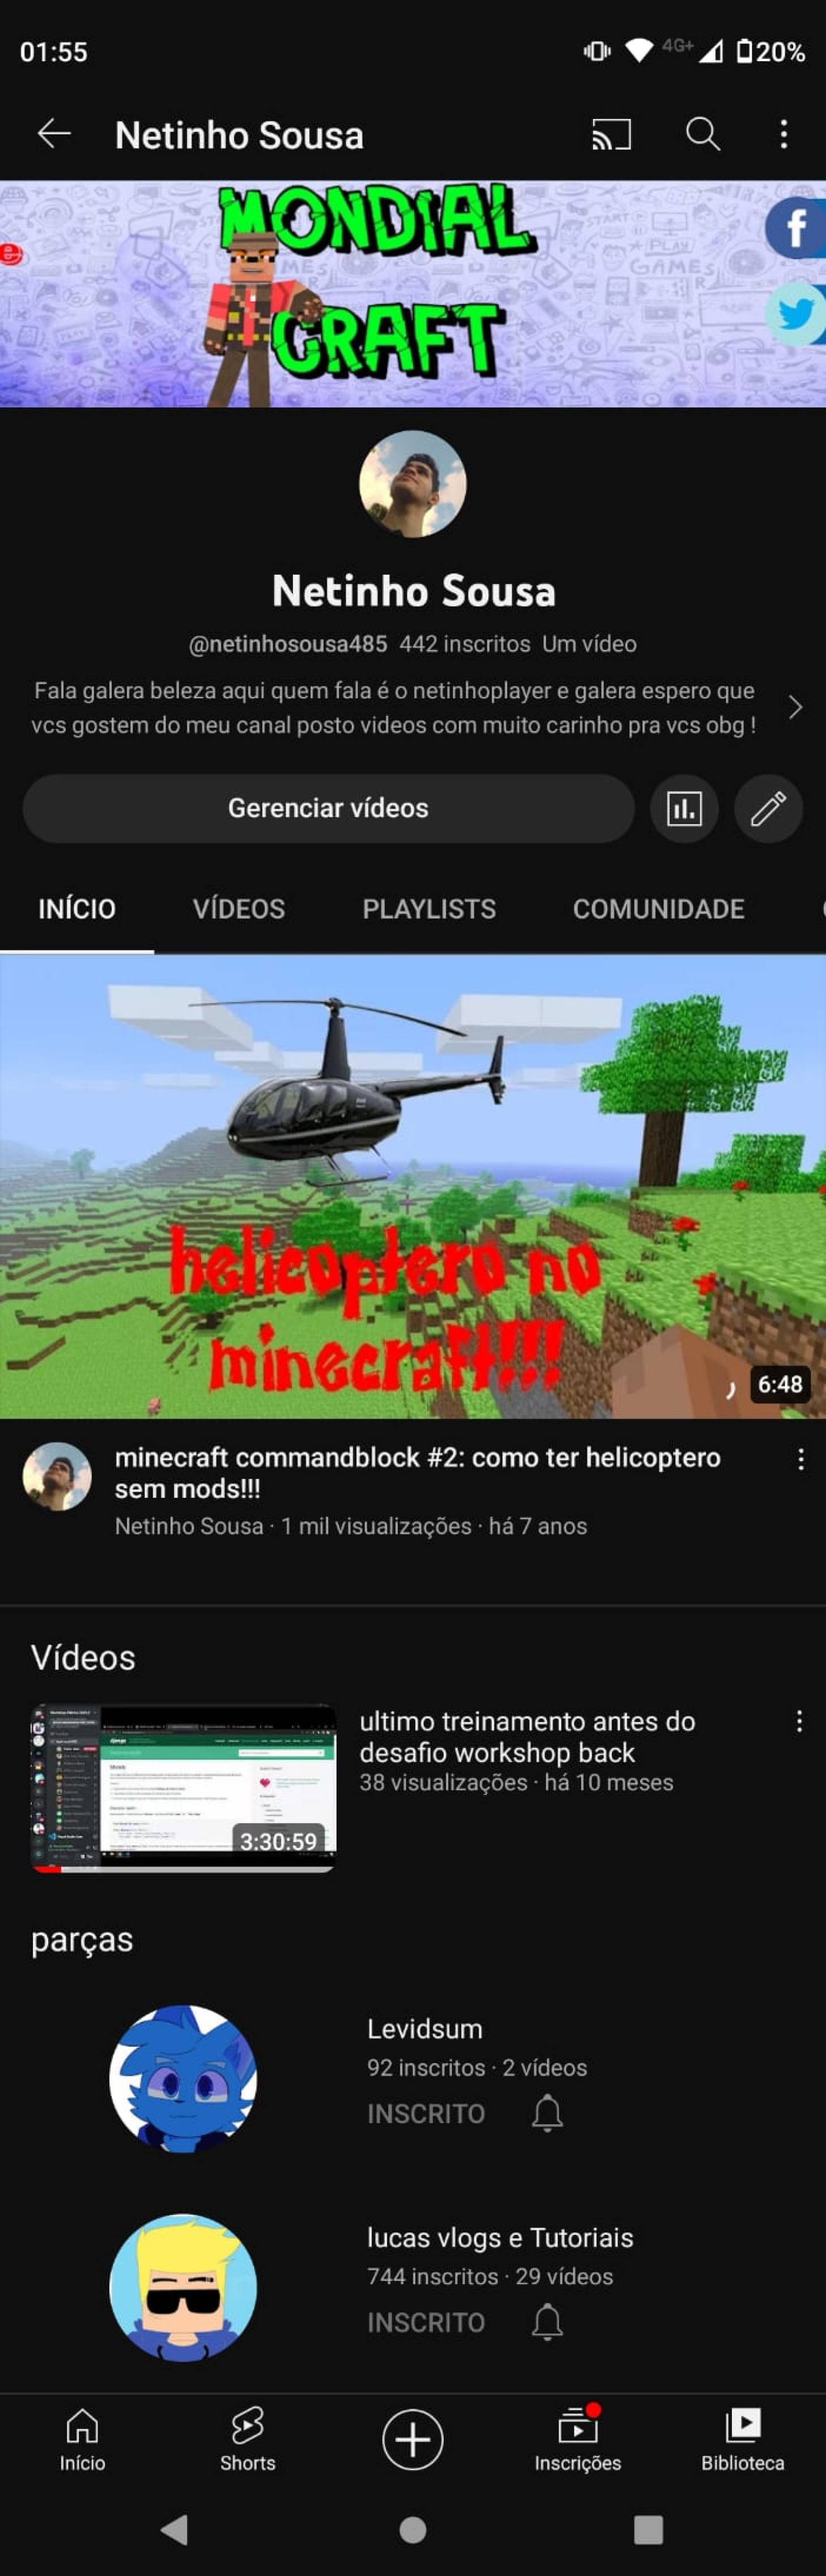 01:55
4G+
20%
Netinho Sousa
MONDIAL
CRAFT
START
PLAY
GAMES
Netinho Sousa
@netinhosousa485 442 inscritos Um vídeo
Fala galera beleza aqui quem fala é o netinhoplayer e galera espero que
vcs gostem do meu canal posto videos com muito carinho pra vcs obg !
Gerenciar vídeos
INÍCIO
VÍDEOS
PLAYLISTS
COMUNIDADE
helicoptero no
minecraft!!!
6:48
minecraft commandblock #2: como ter helicoptero
sem mods!!!
Netinho Sousa · 1 mil visualizações · há 7 anos
Vídeos
django
3:30:59
ultimo treinamento antes do
desafio workshop back
38 visualizações · há 10 meses
parças
Levidsum
92 inscritos · 2 vídeos
INSCRITO
lucas vlogs e Tutoriais
744 inscritos · 29 vídeos
INSCRITO
Início
Shorts
Inscrições
Biblioteca